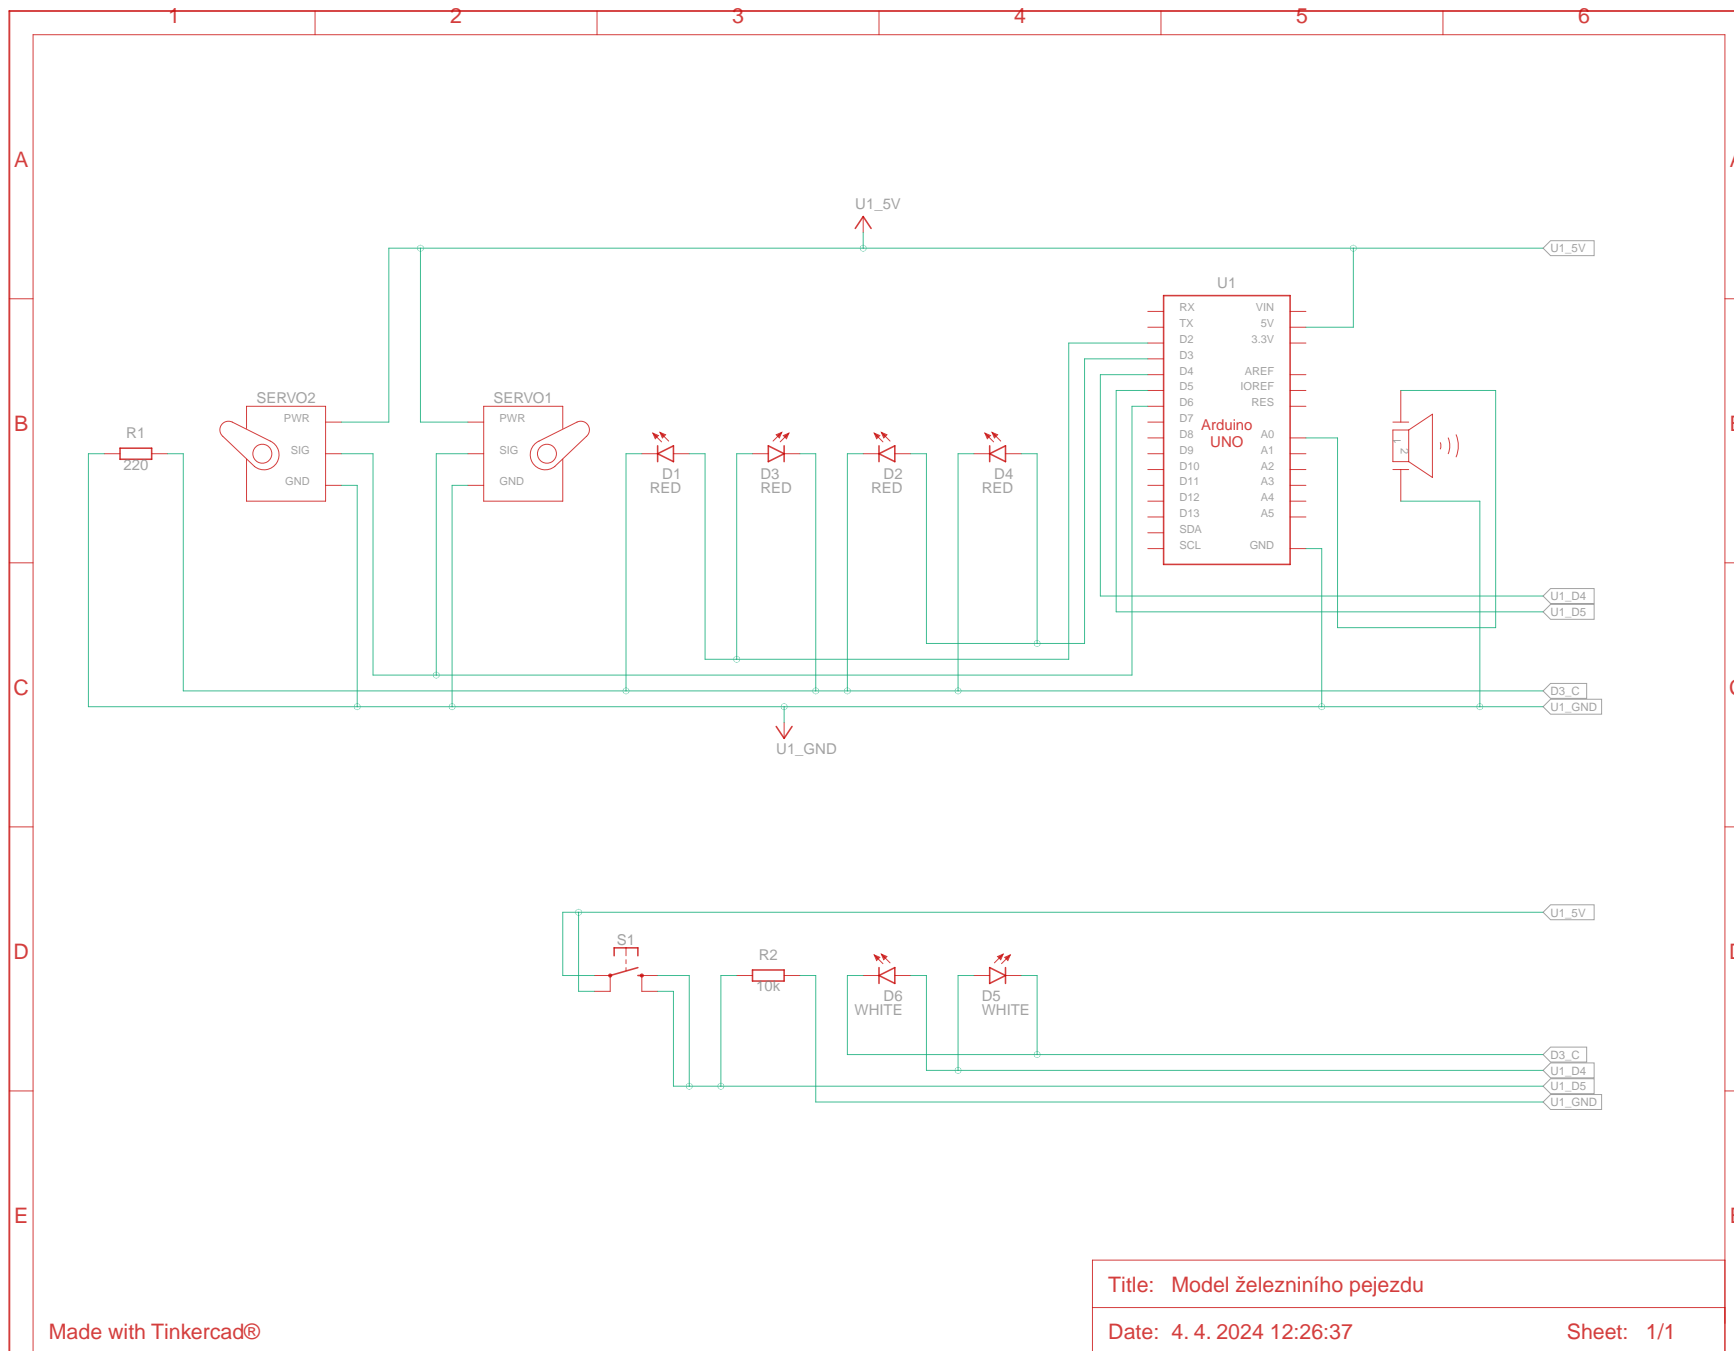 1 2 3 4 5 6
A
U1_5V
U1_5V
U1
RX VIN
TX 5V
D2 3.3V
D3
D4 AREF
D5 IOREF
D6 RES
D7
Arduino
UNO
D8 A0
D9 A1
D10 A2
D11 A3
D12 A4
D13 A5
SDA
SCL GND
B
SERVO2
PWR
SIG
GND
SERVO1
PWR
SIG
GND
R1
220
D1
RED
D3
RED
D2
RED
D4
RED
1
2
U1_D4
U1_D5
C
D3_C
U1_GND
U1_GND
U1_5V
D
S1
R2
10k
D6
WHITE
D5
WHITE
D3_C
U1_D4
U1_D5
U1_GND
E
Title: Model železniního pejezdu
Made with Tinkercad®
Date: 4. 4. 2024 12:26:37 Sheet: 1/1